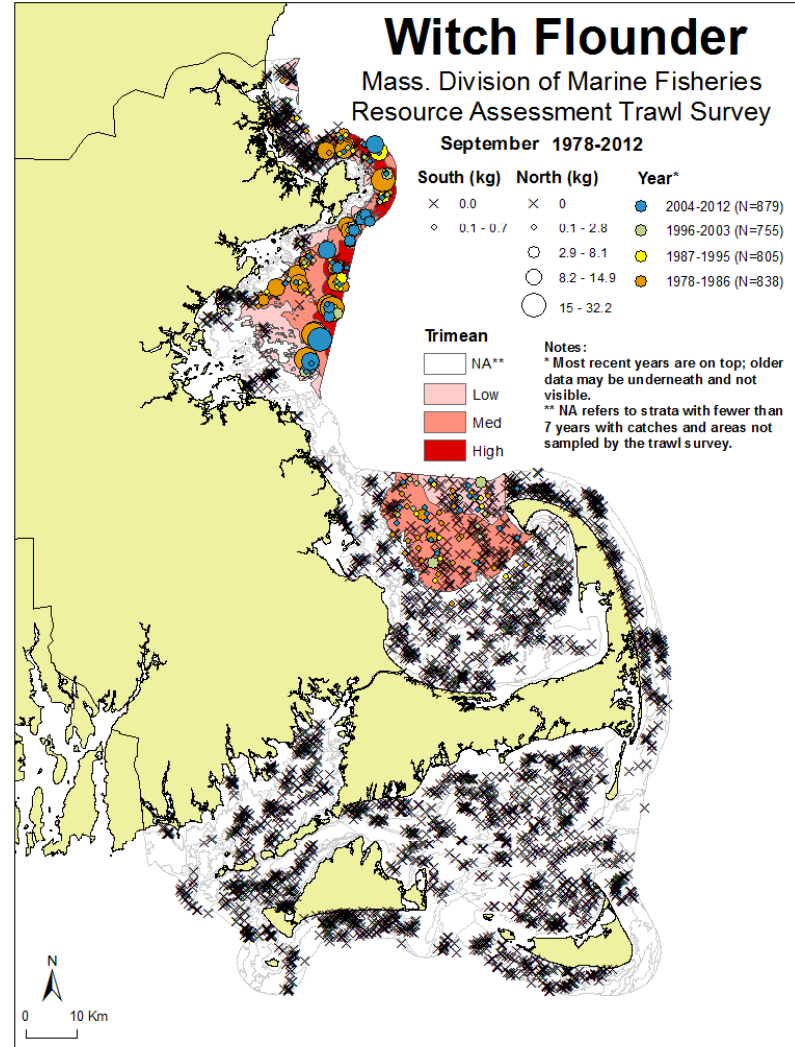 Witch Flounder
Mass. Division of Marine Fisheries
Resource Assessment Trawl Survey
September 1978-2012
South (kg)
0.0
0.1 - 0.7
North (kg)
0
0.1 - 2.8
2.9 - 8.1
8.2 - 14.9
15 - 32.2
Year*
2004-2012 (N=879)
1996-2003 (N=755)
1987-1995 (N=805)
1978-1986 (N=838)
Trimean
NA**
Low
Med
High
Notes:
* Most recent years are on top; older
data may be underneath and not
visible.
** NA refers to strata with fewer than
7 years with catches and areas not
sampled by the trawl survey.
N
0 10 Km